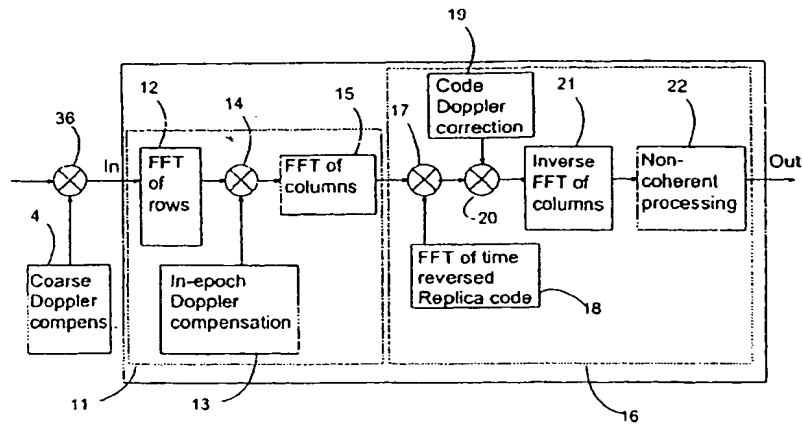 19
12
14
15
17
21
22
36
Code
Doppler
correction
In
FFT
of
rows
FFT of
columns
Inverse
FFT of
columns
Non-
coherent
processing
Out
20
4
Coarse
Doppler
compens.
In-epoch
Doppler
compensation
FFT of time
reversed
Replica code
18
11
13
16